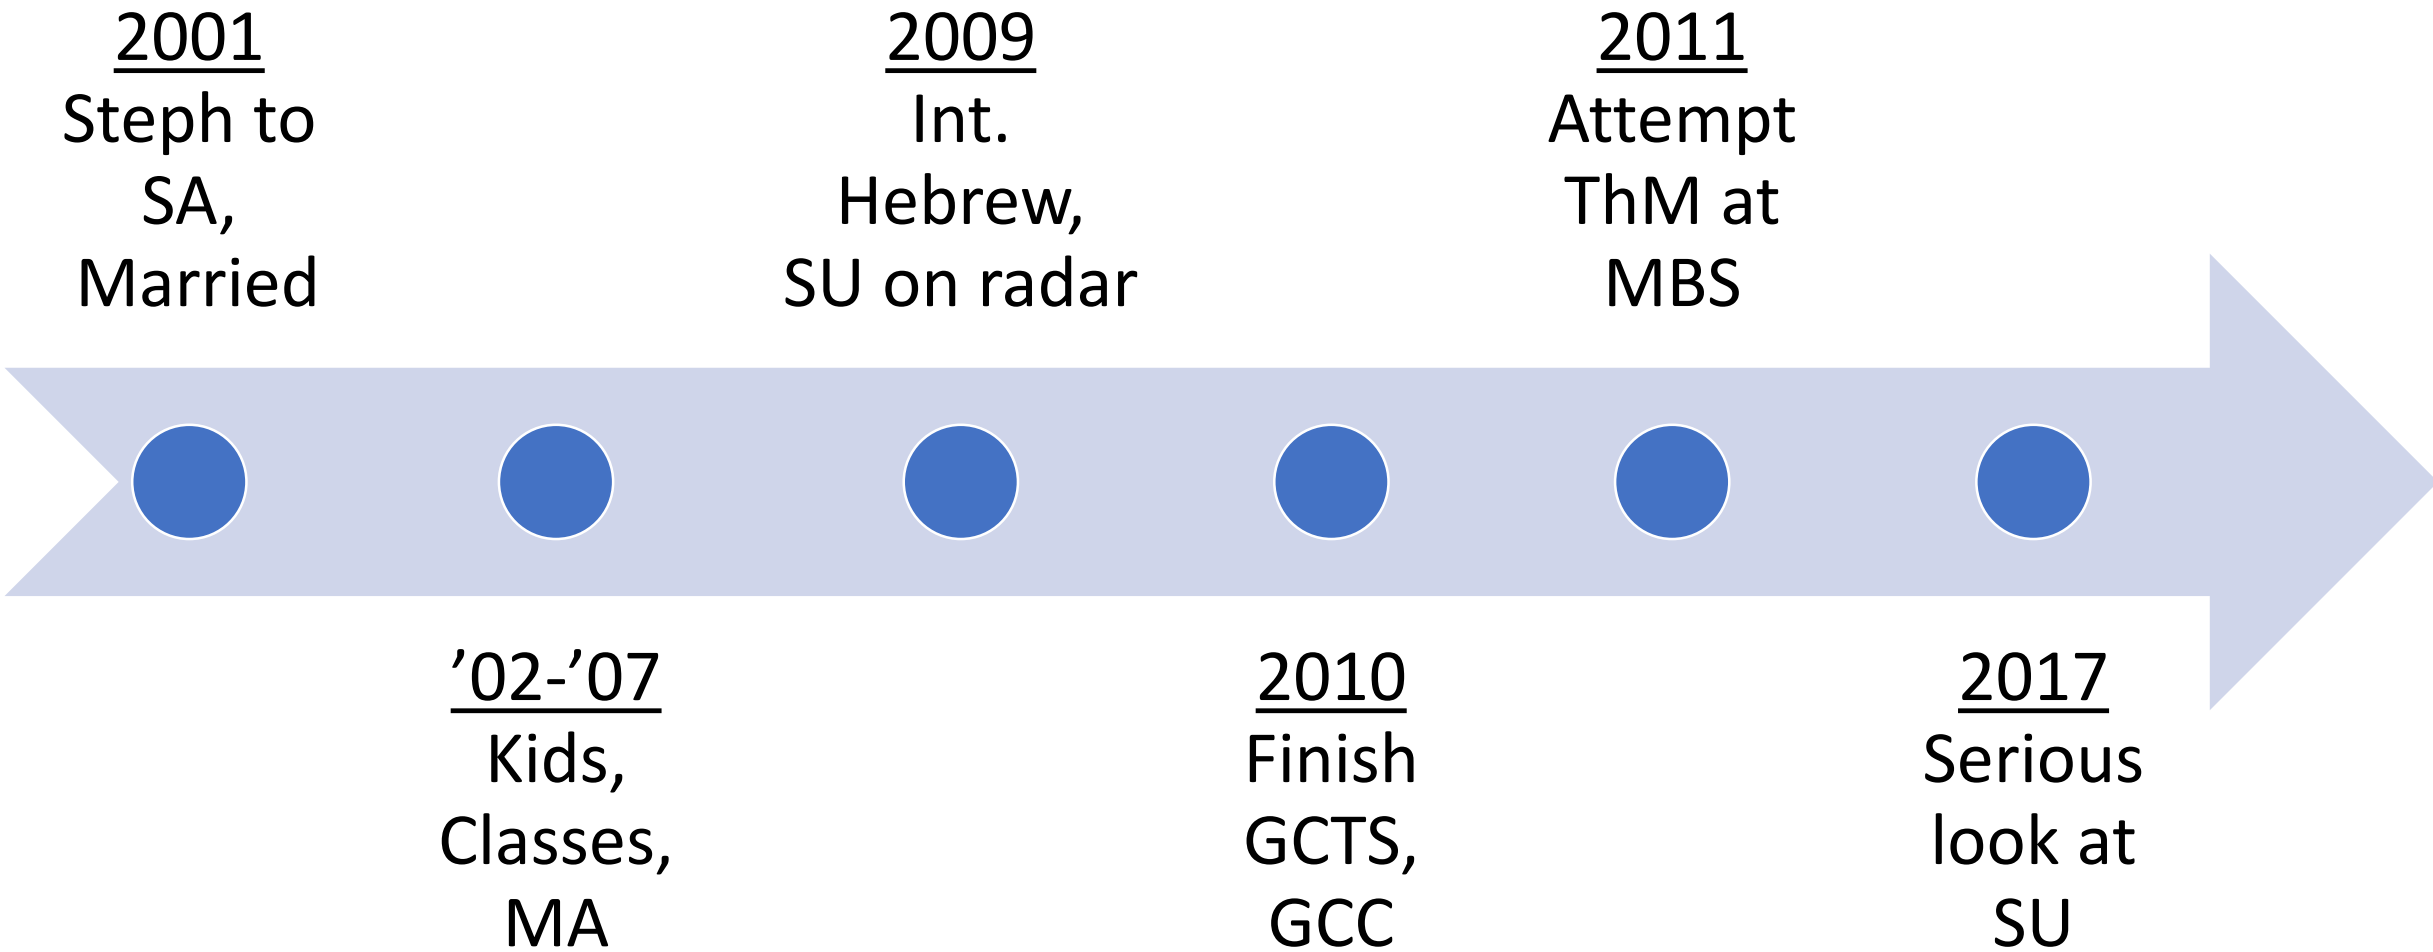 2001
Steph to
SA,
Married
’02-’07
Kids,
Classes,
MA
2009
Int.
Hebrew,
SU on radar
2010
Finish
GCTS,
GCC
2011
Attempt
ThM at
MBS
2017
Serious
look at
SU